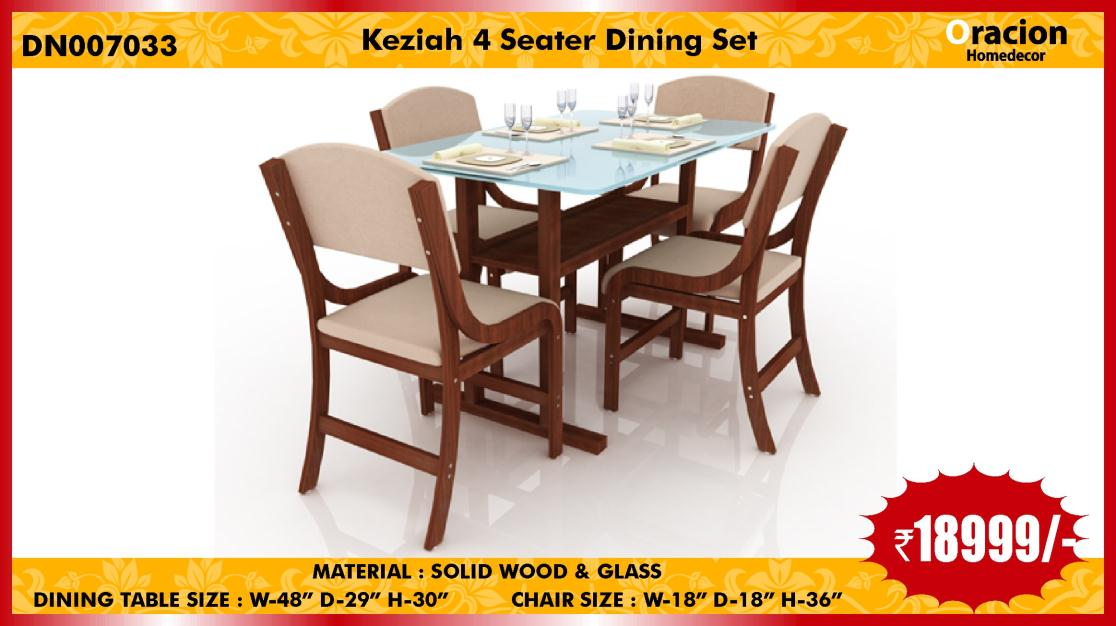 DN007033
Keziah 4 Seater Dining Set
Oracion
Homedecor
₹18999/-
MATERIAL : SOLID WOOD & GLASS
DINING TABLE SIZE : W-48” D-29” H-30”
CHAIR SIZE : W-18” D-18” H-36”